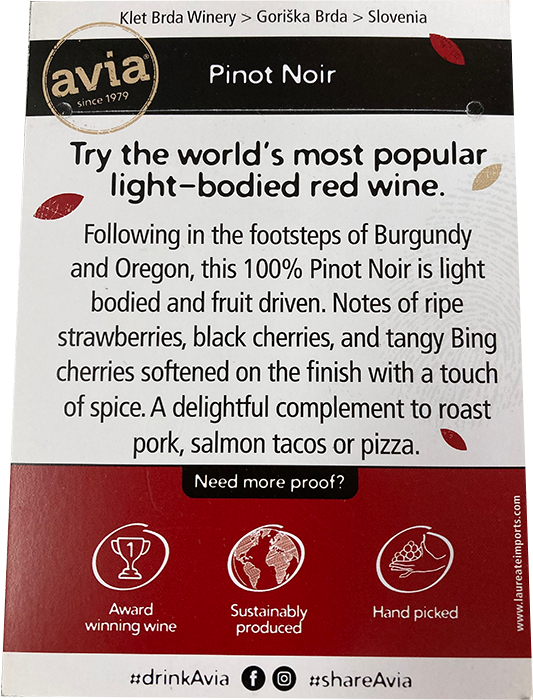 Klet Brda Winery > Goriška Brda > Slovenia
avia®
since 1979
Pinot Noir
Try the world's most popular
light-bodied red wine.
Following in the footsteps of Burgundy
and Oregon, this 100% Pinot Noir is light
bodied and fruit driven. Notes of ripe
strawberries, black cherries, and tangy Bing
cherries softened on the finish with a touch
of spice. A delightful complement to roast
pork, salmon tacos or pizza.
Need more proof?
1
Award
winning wine
Sustainably
produced
Hand picked
www.laureateimports.com
#drinkAvia f #shareAvia